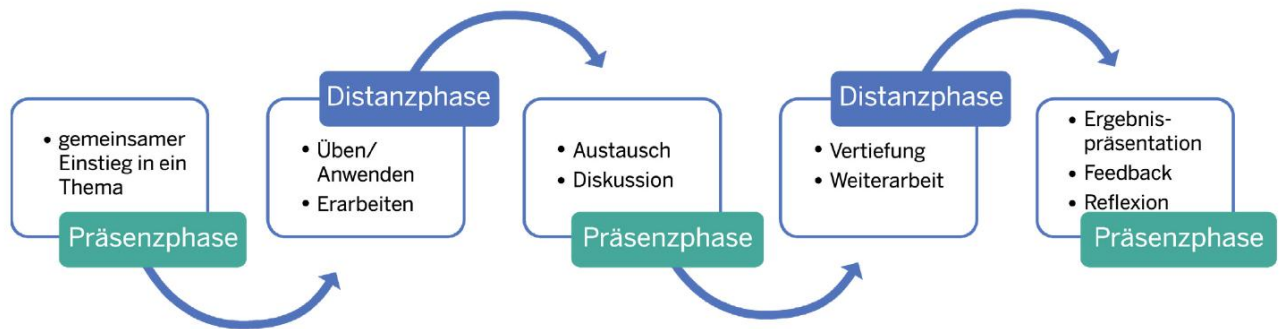 • gemeinsamer
Einstieg in ein
Thema
Präsenzphase
Distanzphase
• Üben/
Anwenden
• Erarbeiten
• Austausch
• Diskussion
Präsenzphase
Distanzphase
• Vertiefung
• Weiterarbeit
• Ergebnis-
präsentation
• Feedback
• Reflexion
Präsenzphase